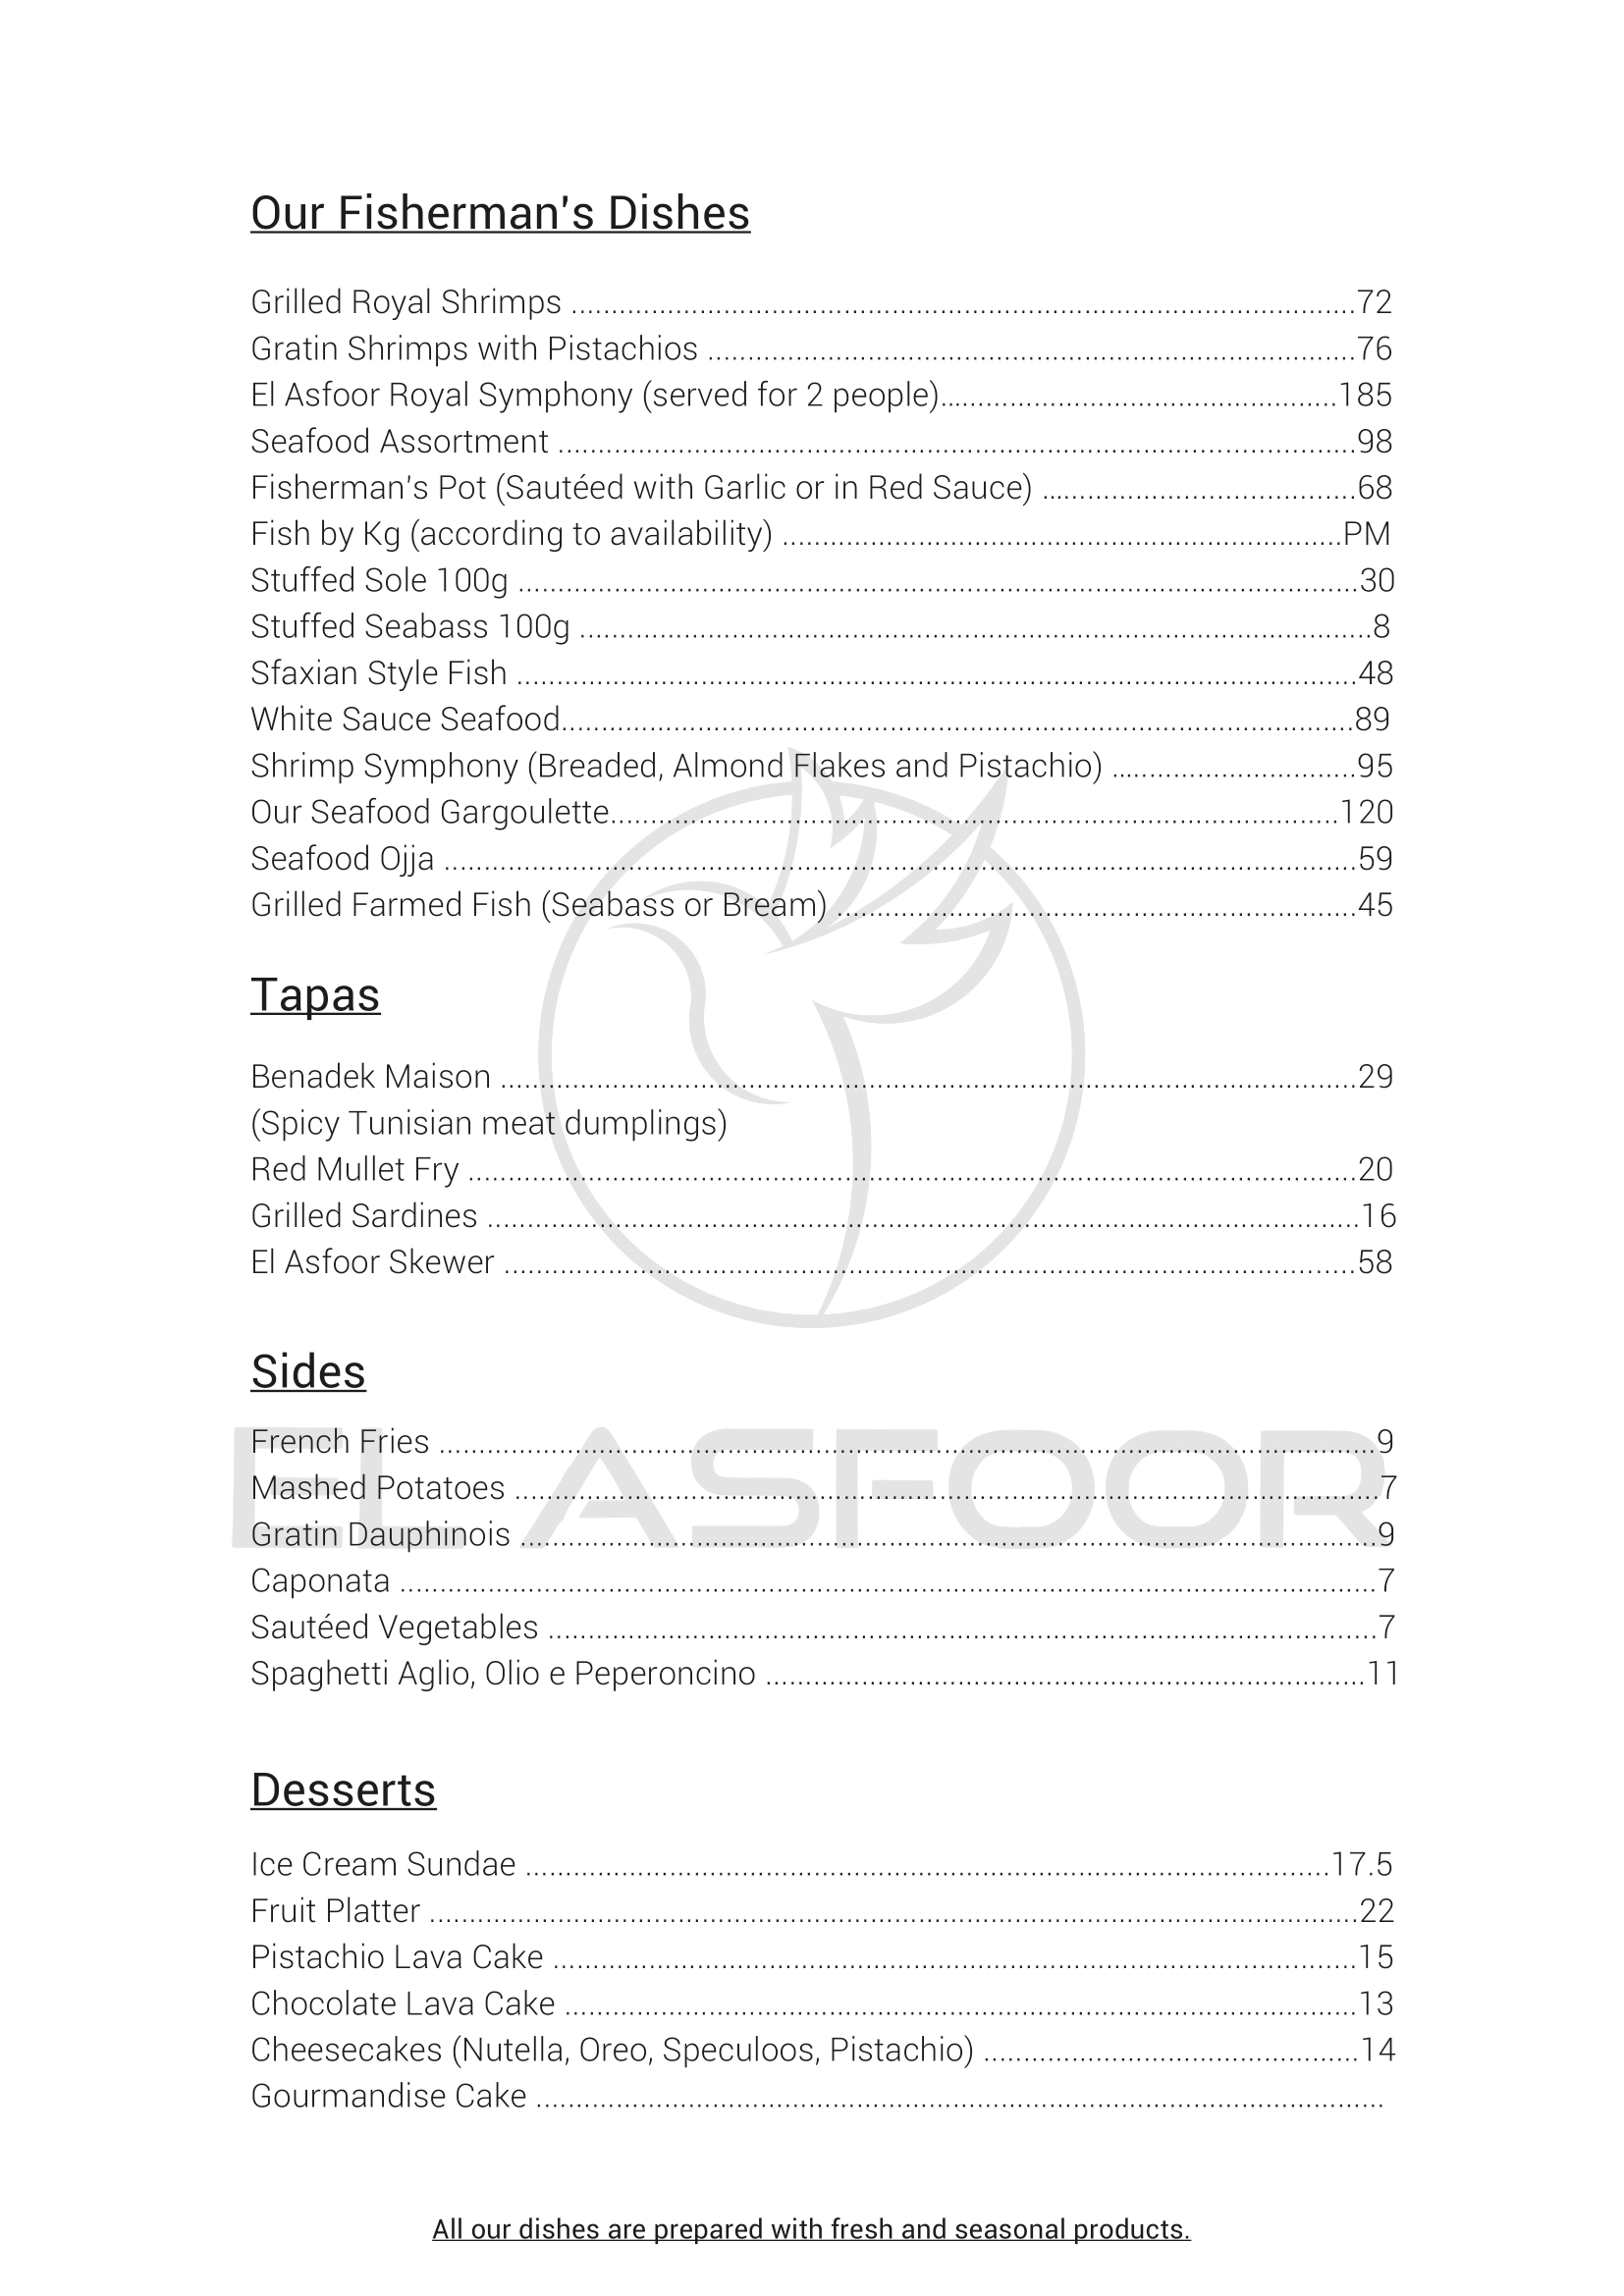 Our Fisherman's Dishes
Grilled Royal Shrimps ........................................72
Gratin Shrimps with Pistachios ........................................76
El Asfoor Royal Symphony (served for 2 people)........................................185
Seafood Assortment ........................................98
Fisherman's Pot (Sautéed with Garlic or in Red Sauce) ........................................68
Fish by Kg (according to availability) ........................................PM
Stuffed Sole 100g ........................................30
Stuffed Seabass 100g ........................................8
Sfaxian Style Fish ........................................48
White Sauce Seafood........................................89
Shrimp Symphony (Breaded, Almond Flakes and Pistachio) ........................................95
Our Seafood Gargoulette........................................120
Seafood Ojja ........................................59
Grilled Farmed Fish (Seabass or Bream) ........................................45
Tapas
Benadek Maison ........................................29
(Spicy Tunisian meat dumplings)
Red Mullet Fry ........................................20
Grilled Sardines ........................................16
El Asfoor Skewer ........................................58
Sides
EL ASFOOR
French Fries ........................................9
Mashed Potatoes ........................................7
Gratin Dauphinois ........................................9
Caponata ........................................7
Sautéed Vegetables ........................................7
Spaghetti Aglio, Olio e Peperoncino ........................................11
Desserts
Ice Cream Sundae ........................................17.5
Fruit Platter ........................................22
Pistachio Lava Cake ........................................15
Chocolate Lava Cake ........................................13
Cheesecakes (Nutella, Oreo, Speculoos, Pistachio) ........................................14
Gourmandise Cake ........................................
All our dishes are prepared with fresh and seasonal products.